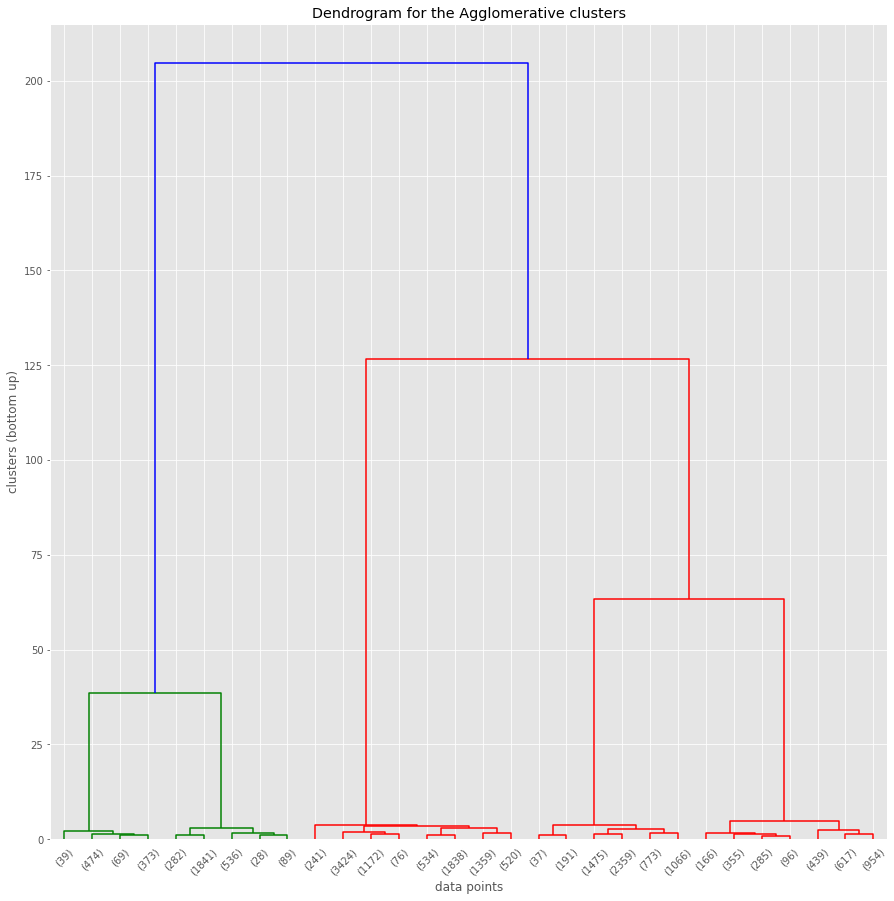 Dendrogram for the Agglomerative clusters
200
175
150
125
100
75
50
25
0
clusters (bottom up)
(39) (474) (69) (373) (282) (1841) (536) (28) (89) (241) (3424) (1172) (76) (534) (1838) (1359) (520) (37) (191) (1475) (2359) (773) (1066) (166) (355) (285) (96) (439) (617) (954)
data points